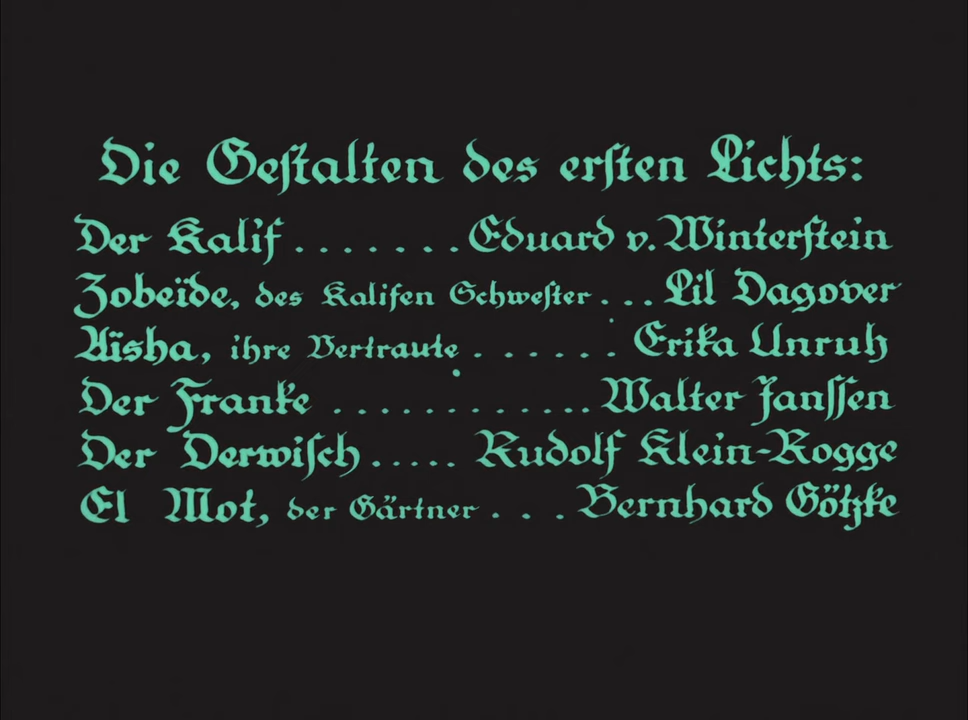 Die Gestalten des ersten Lichts:
Der Kalif ....... Eduard v. Winterstein
Zobeïde, des Kalifen Schwester ... Lil Dagover
Aïsha, ihre Vertraute ...... Erika Unruh
Der Franke ............. Walter Janssen
Der Derwisch ..... Rudolf Klein-Rogge
El Mot, der Gärtner ... Bernhard Götzke